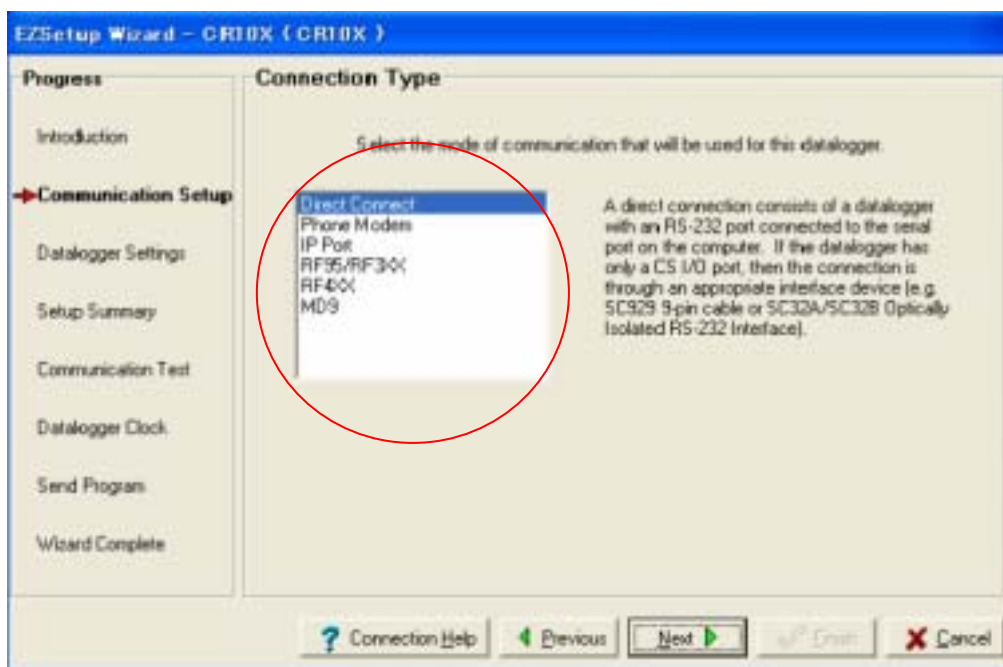 EZSetup Wizard - CR10X ( CR10X )
Progress
Introduction
Communication Setup
Datalogger Settings
Setup Summary
Communication Test
Datalogger Clock
Send Program
Wizard Complete
Connection Type
Select the mode of communication that will be used for this datalogger.
Direct Connect
Phone Modem
IP Port
RF95/RF3XX
RF4XX
MD9
A direct connection consists of a datalogger
with an RS-232 port connected to the serial
port on the computer. If the datalogger has
only a CS I/O port, then the connection is
through an appropriate interface device (e.g.
SC929 9-pin cable or SC32A/SC32B Optically
Isolated RS-232 Interface).
? Connection Help
Previous
Next
Finish
Cancel